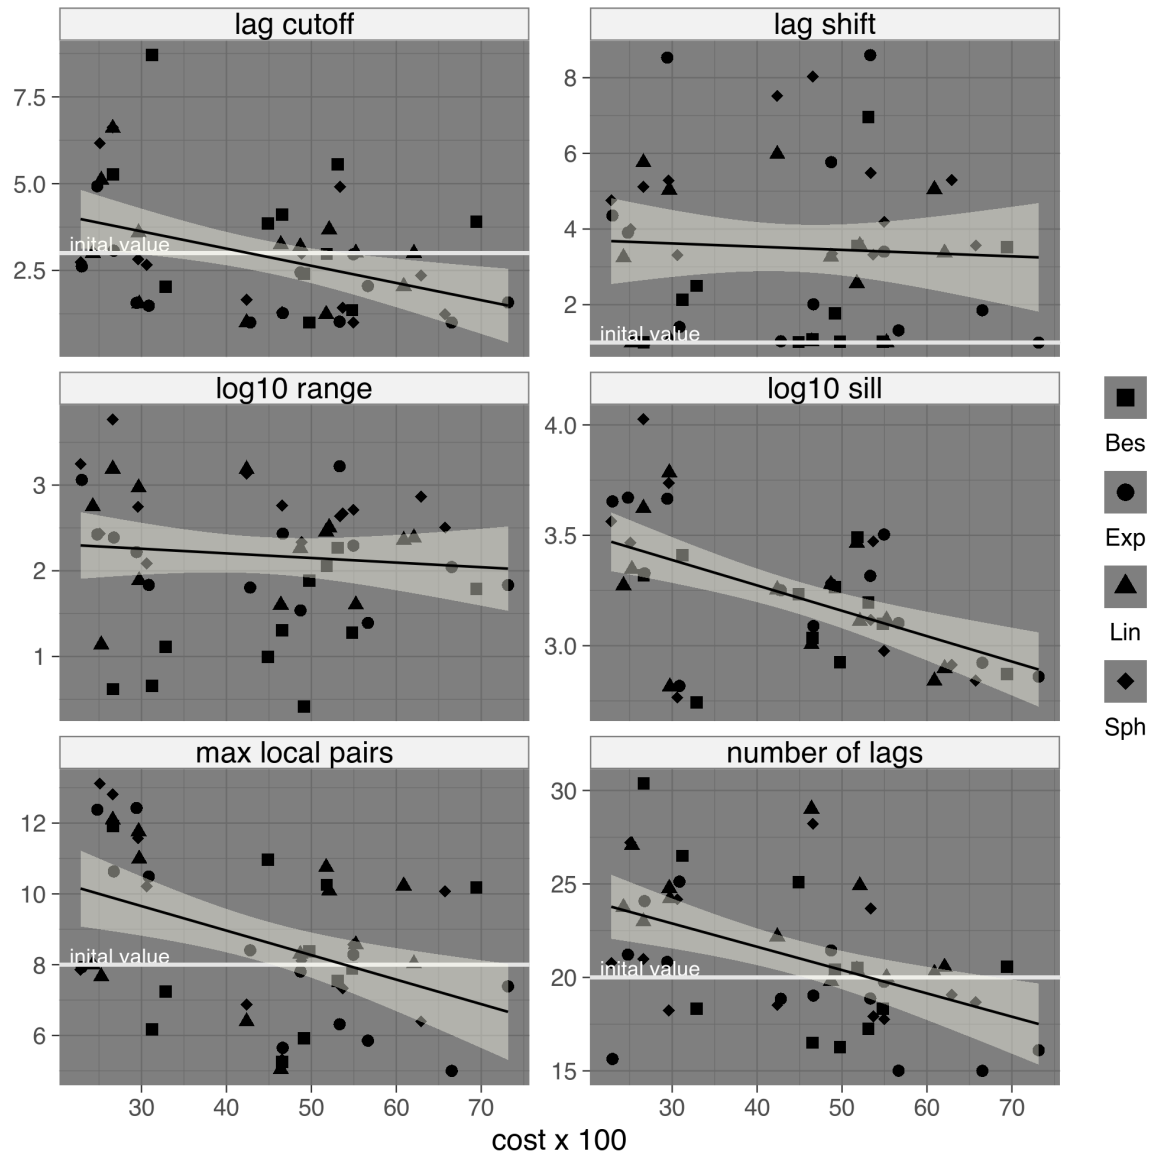 lag cutoff
lag shift
7.5
5.0
2.5
inital value
8
6
4
2
inital value
log10 range
log10 sill
3
2
1
4.0
3.5
3.0
Bes
Exp
Lin
Sph
max local pairs
number of lags
12
10
8
6
inital value
30
25
20
15
inital value
30 40 50 60 70
30 40 50 60 70
cost x 100